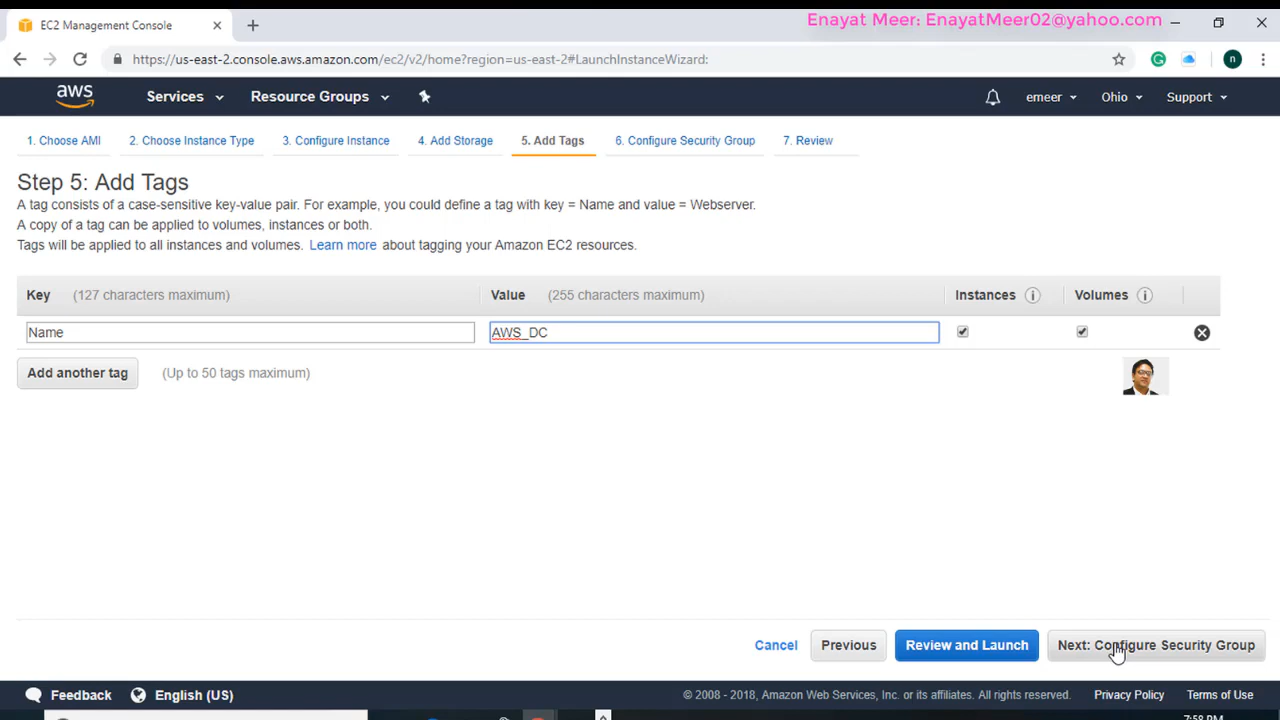 EC2 Management Console
Enayat Meer: EnayatMeer02@yahoo.com
https://us-east-2.console.aws.amazon.com/ec2/v2/home?region=us-east-2#LaunchInstanceWizard:
n
aws Services Resource Groups emeer Ohio Support
1. Choose AMI 2. Choose Instance Type 3. Configure Instance 4. Add Storage 5. Add Tags 6. Configure Security Group 7. Review
Step 5: Add Tags
A tag consists of a case-sensitive key-value pair. For example, you could define a tag with key = Name and value = Webserver.
A copy of a tag can be applied to volumes, instances or both.
Tags will be applied to all instances and volumes. Learn more about tagging your Amazon EC2 resources.
Key (127 characters maximum) Value (255 characters maximum) Instances Volumes
Name AWS_DC
Add another tag (Up to 50 tags maximum)
Cancel Previous Review and Launch Next: Configure Security Group
Feedback English (US) © 2008 - 2018, Amazon Web Services, Inc. or its affiliates. All rights reserved. Privacy Policy Terms of Use
7:58 PM